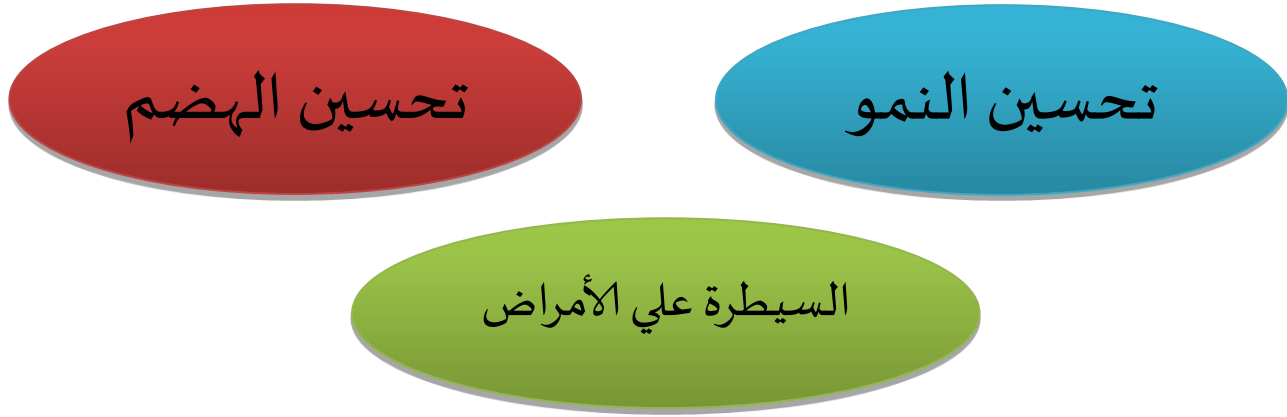 تحسين النمو
تحسين الهضم
السيطرة علي الأمراض